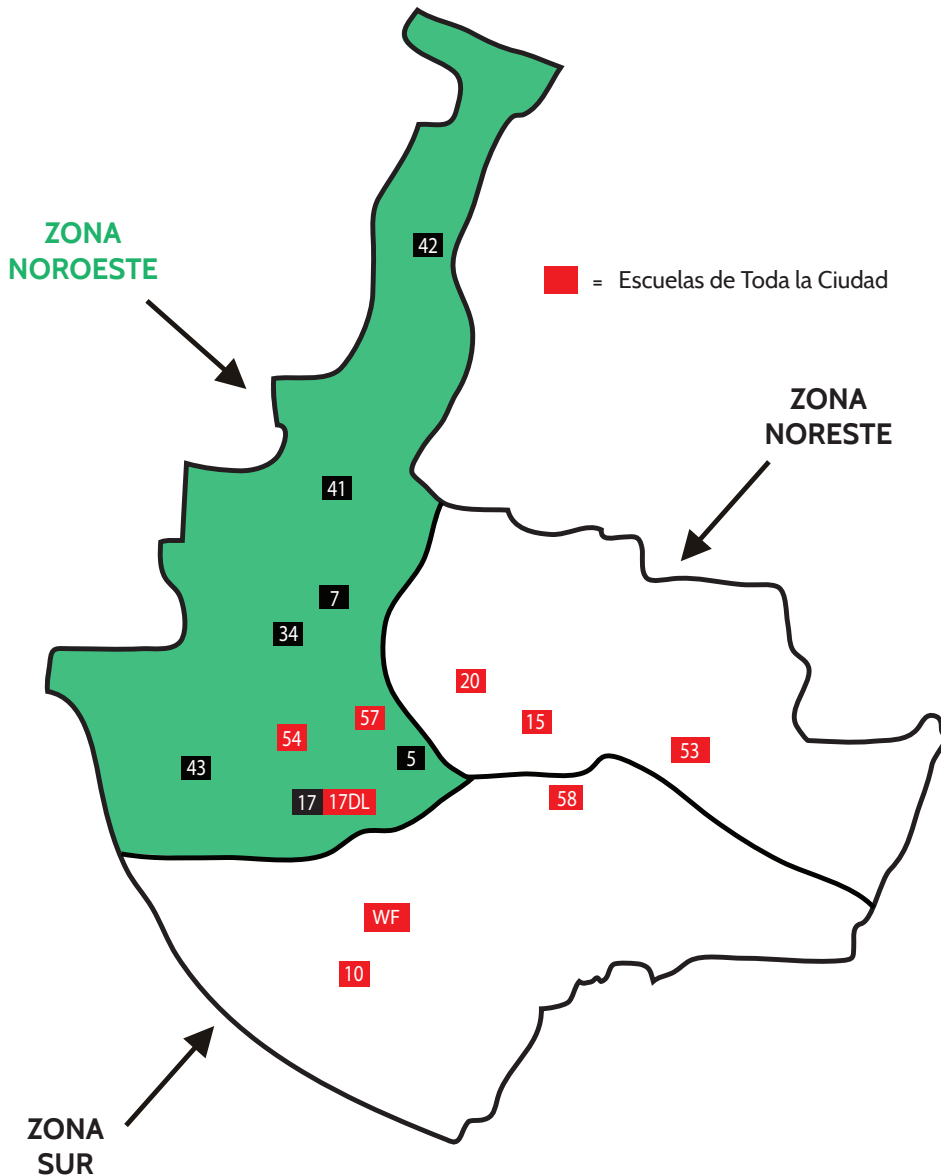 42
ZONA
NOROESTE
= Escuelas de Toda la Ciudad
ZONA
NORESTE
41
7
34
20
57
15
54
53
5
43
58
17 17DL
WF
10
ZONA
SUR